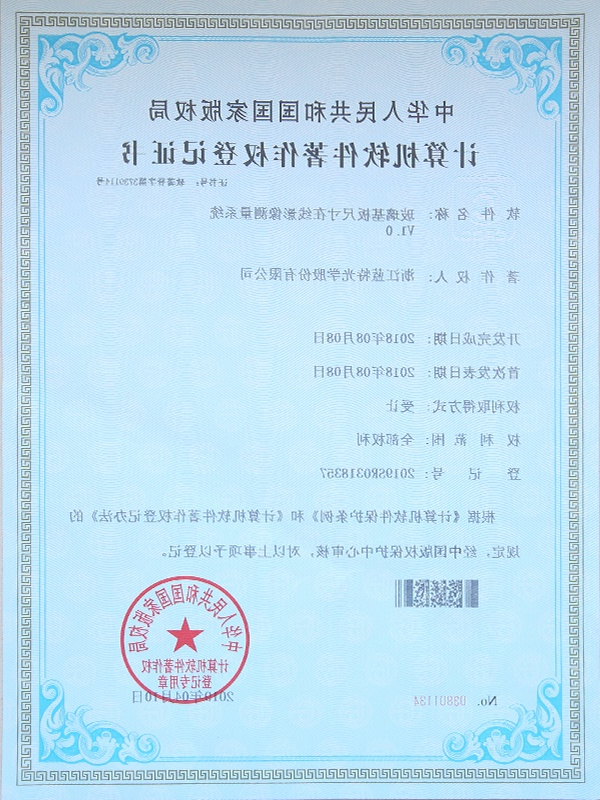 中华人民共和国国家版权局
计算机软件著作权登记证书
证书号： 软著登字第3739114号
软件名称： 玻璃基板尺寸在线影像测量系统
V1.0
著作权人： 浙江蓝特光学股份有限公司
开发完成日期： 2018年08月08日
首次发表日期： 2018年08月08日
权利取得方式： 受让
权利范围： 全部权利
登记号： 2019SR0318357
根据《计算机软件保护条例》和《计算机软件著作权登记办法》的
规定，经中国版权保护中心审核，对以上事项予以登记。
中华人民共和国国家版权局
计算机软件著作权
登记专用章
No. 03801134
2019年04月10日